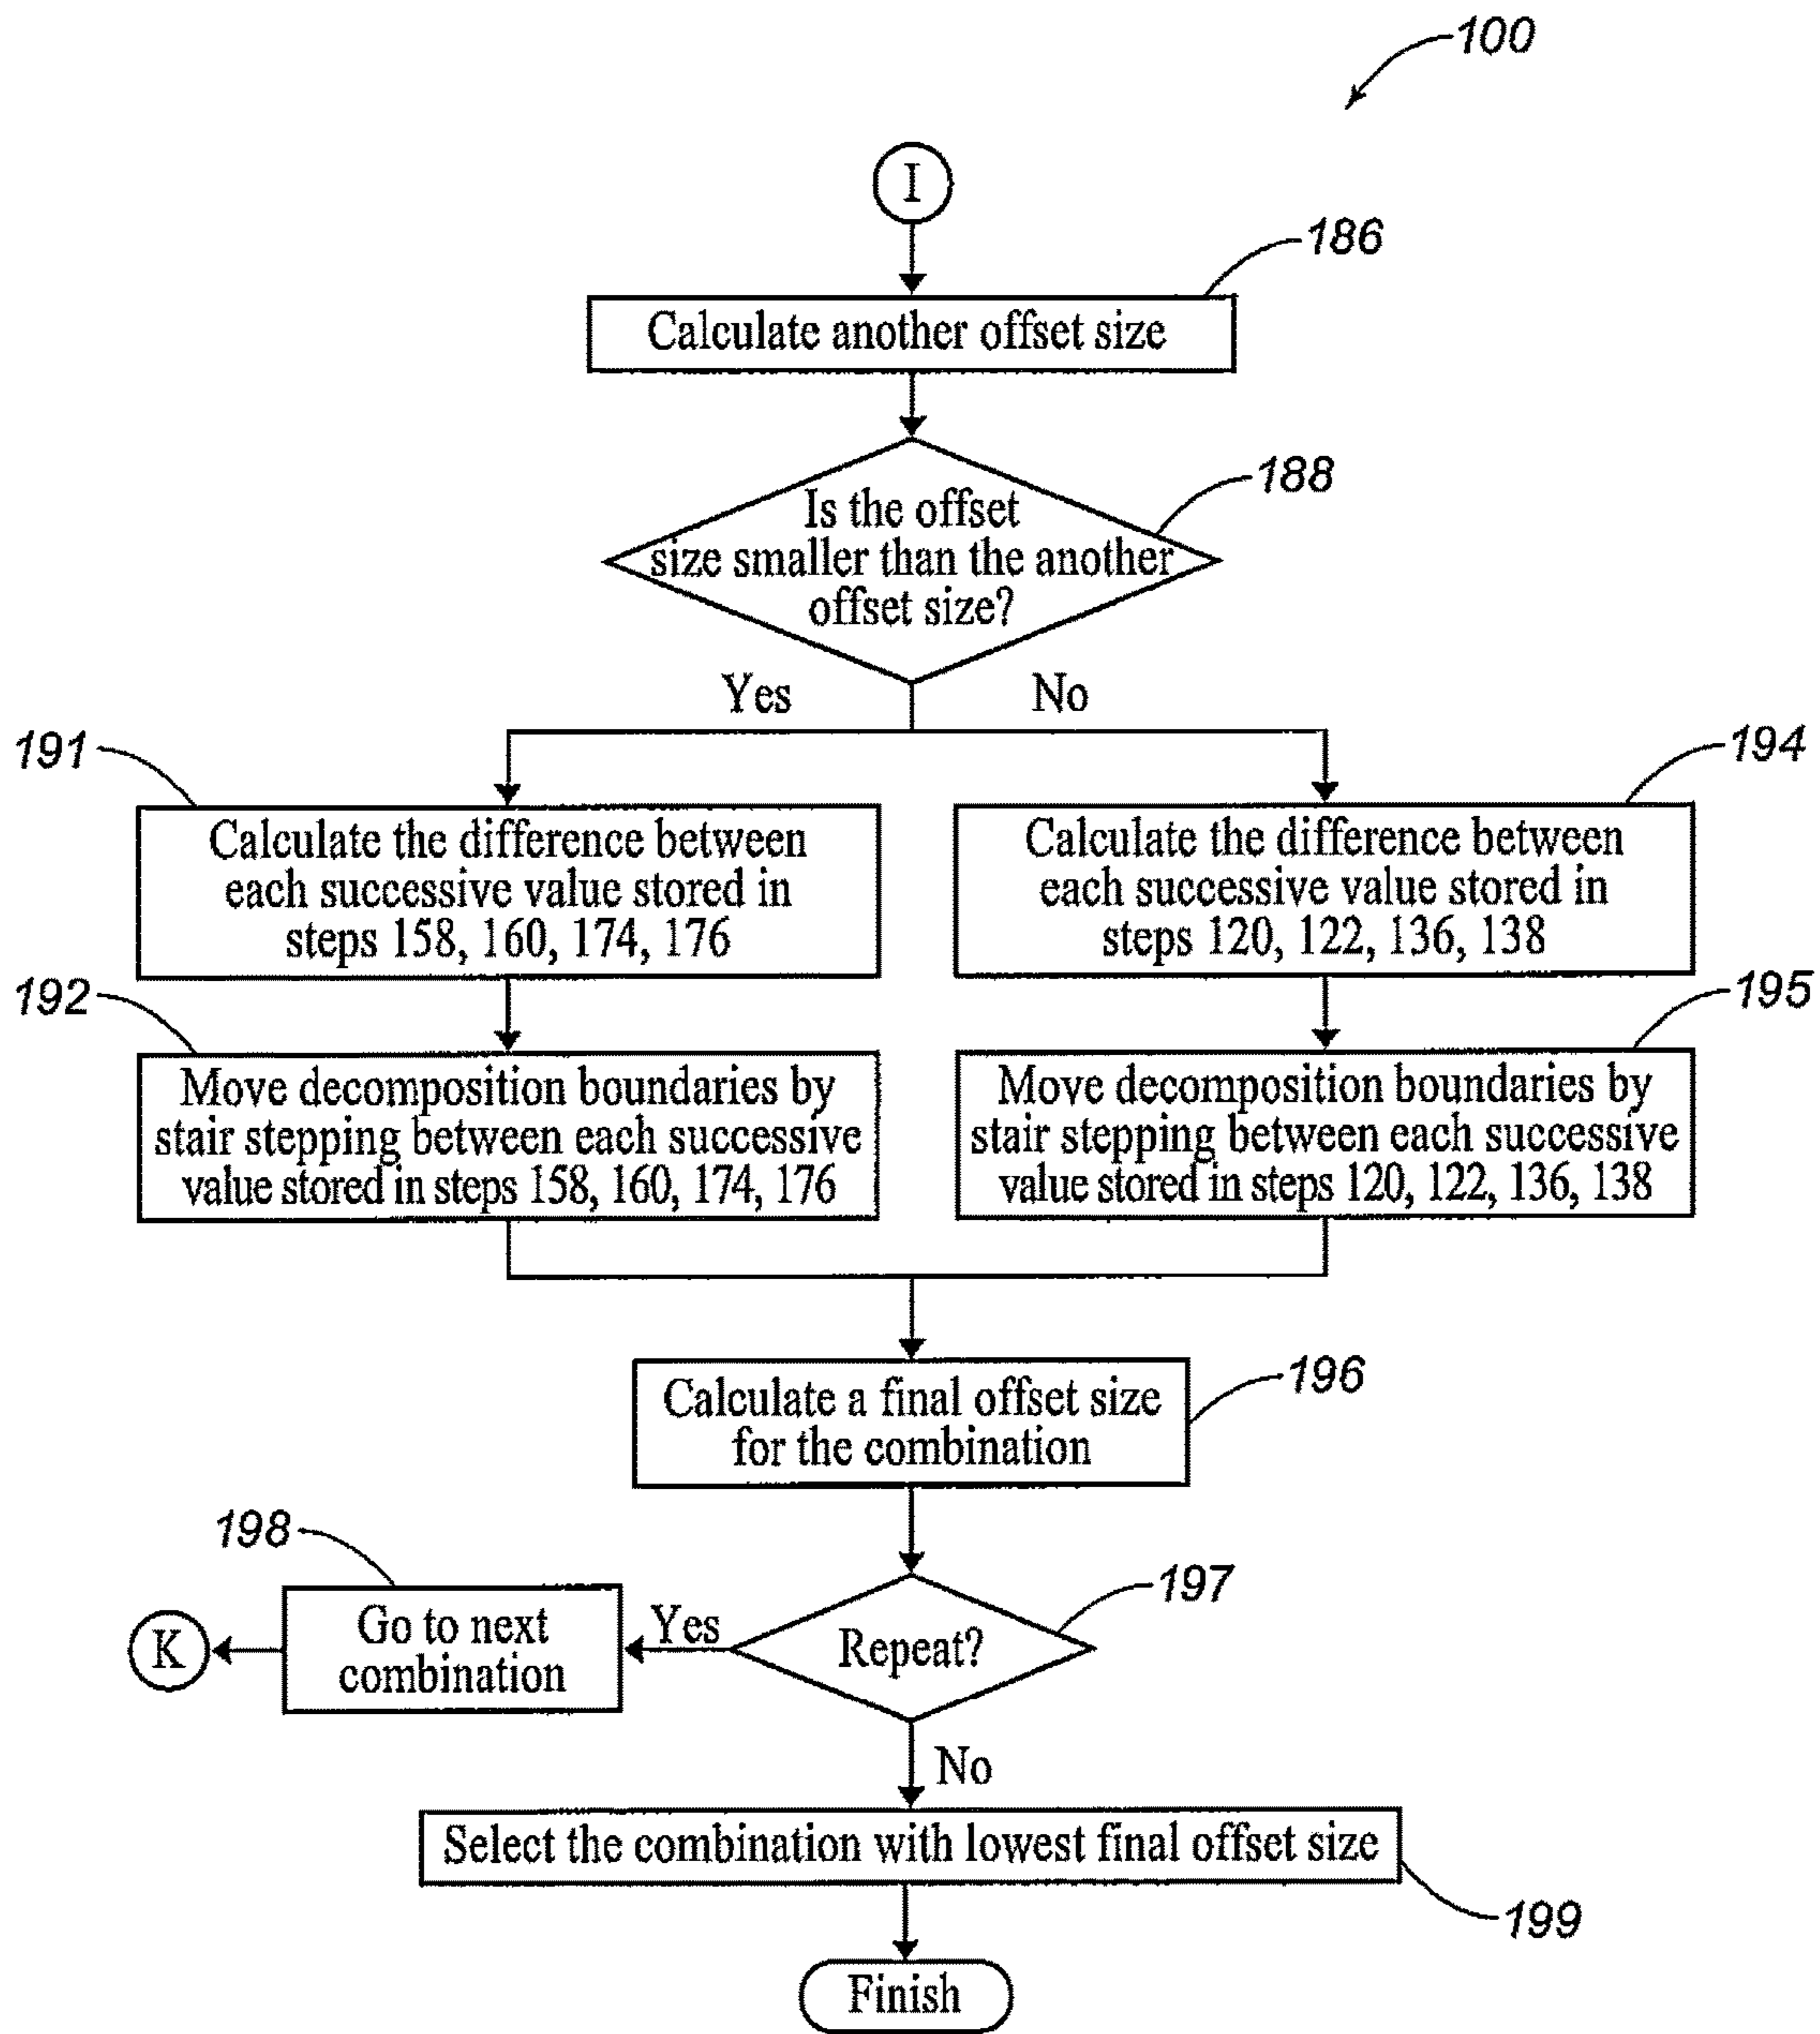 100
I
186
Calculate another offset size
188
Is the offset
size smaller than the another
offset size?
Yes
No
191
194
Calculate the difference between
each successive value stored in
steps 158, 160, 174, 176
Calculate the difference between
each successive value stored in
steps 120, 122, 136, 138
192
195
Move decomposition boundaries by
stair stepping between each successive
value stored in steps 158, 160, 174, 176
Move decomposition boundaries by
stair stepping between each successive
value stored in steps 120, 122, 136, 138
196
Calculate a final offset size
for the combination
198
197
K
Go to next
combination
Yes
Repeat?
No
Select the combination with lowest final offset size
199
Finish